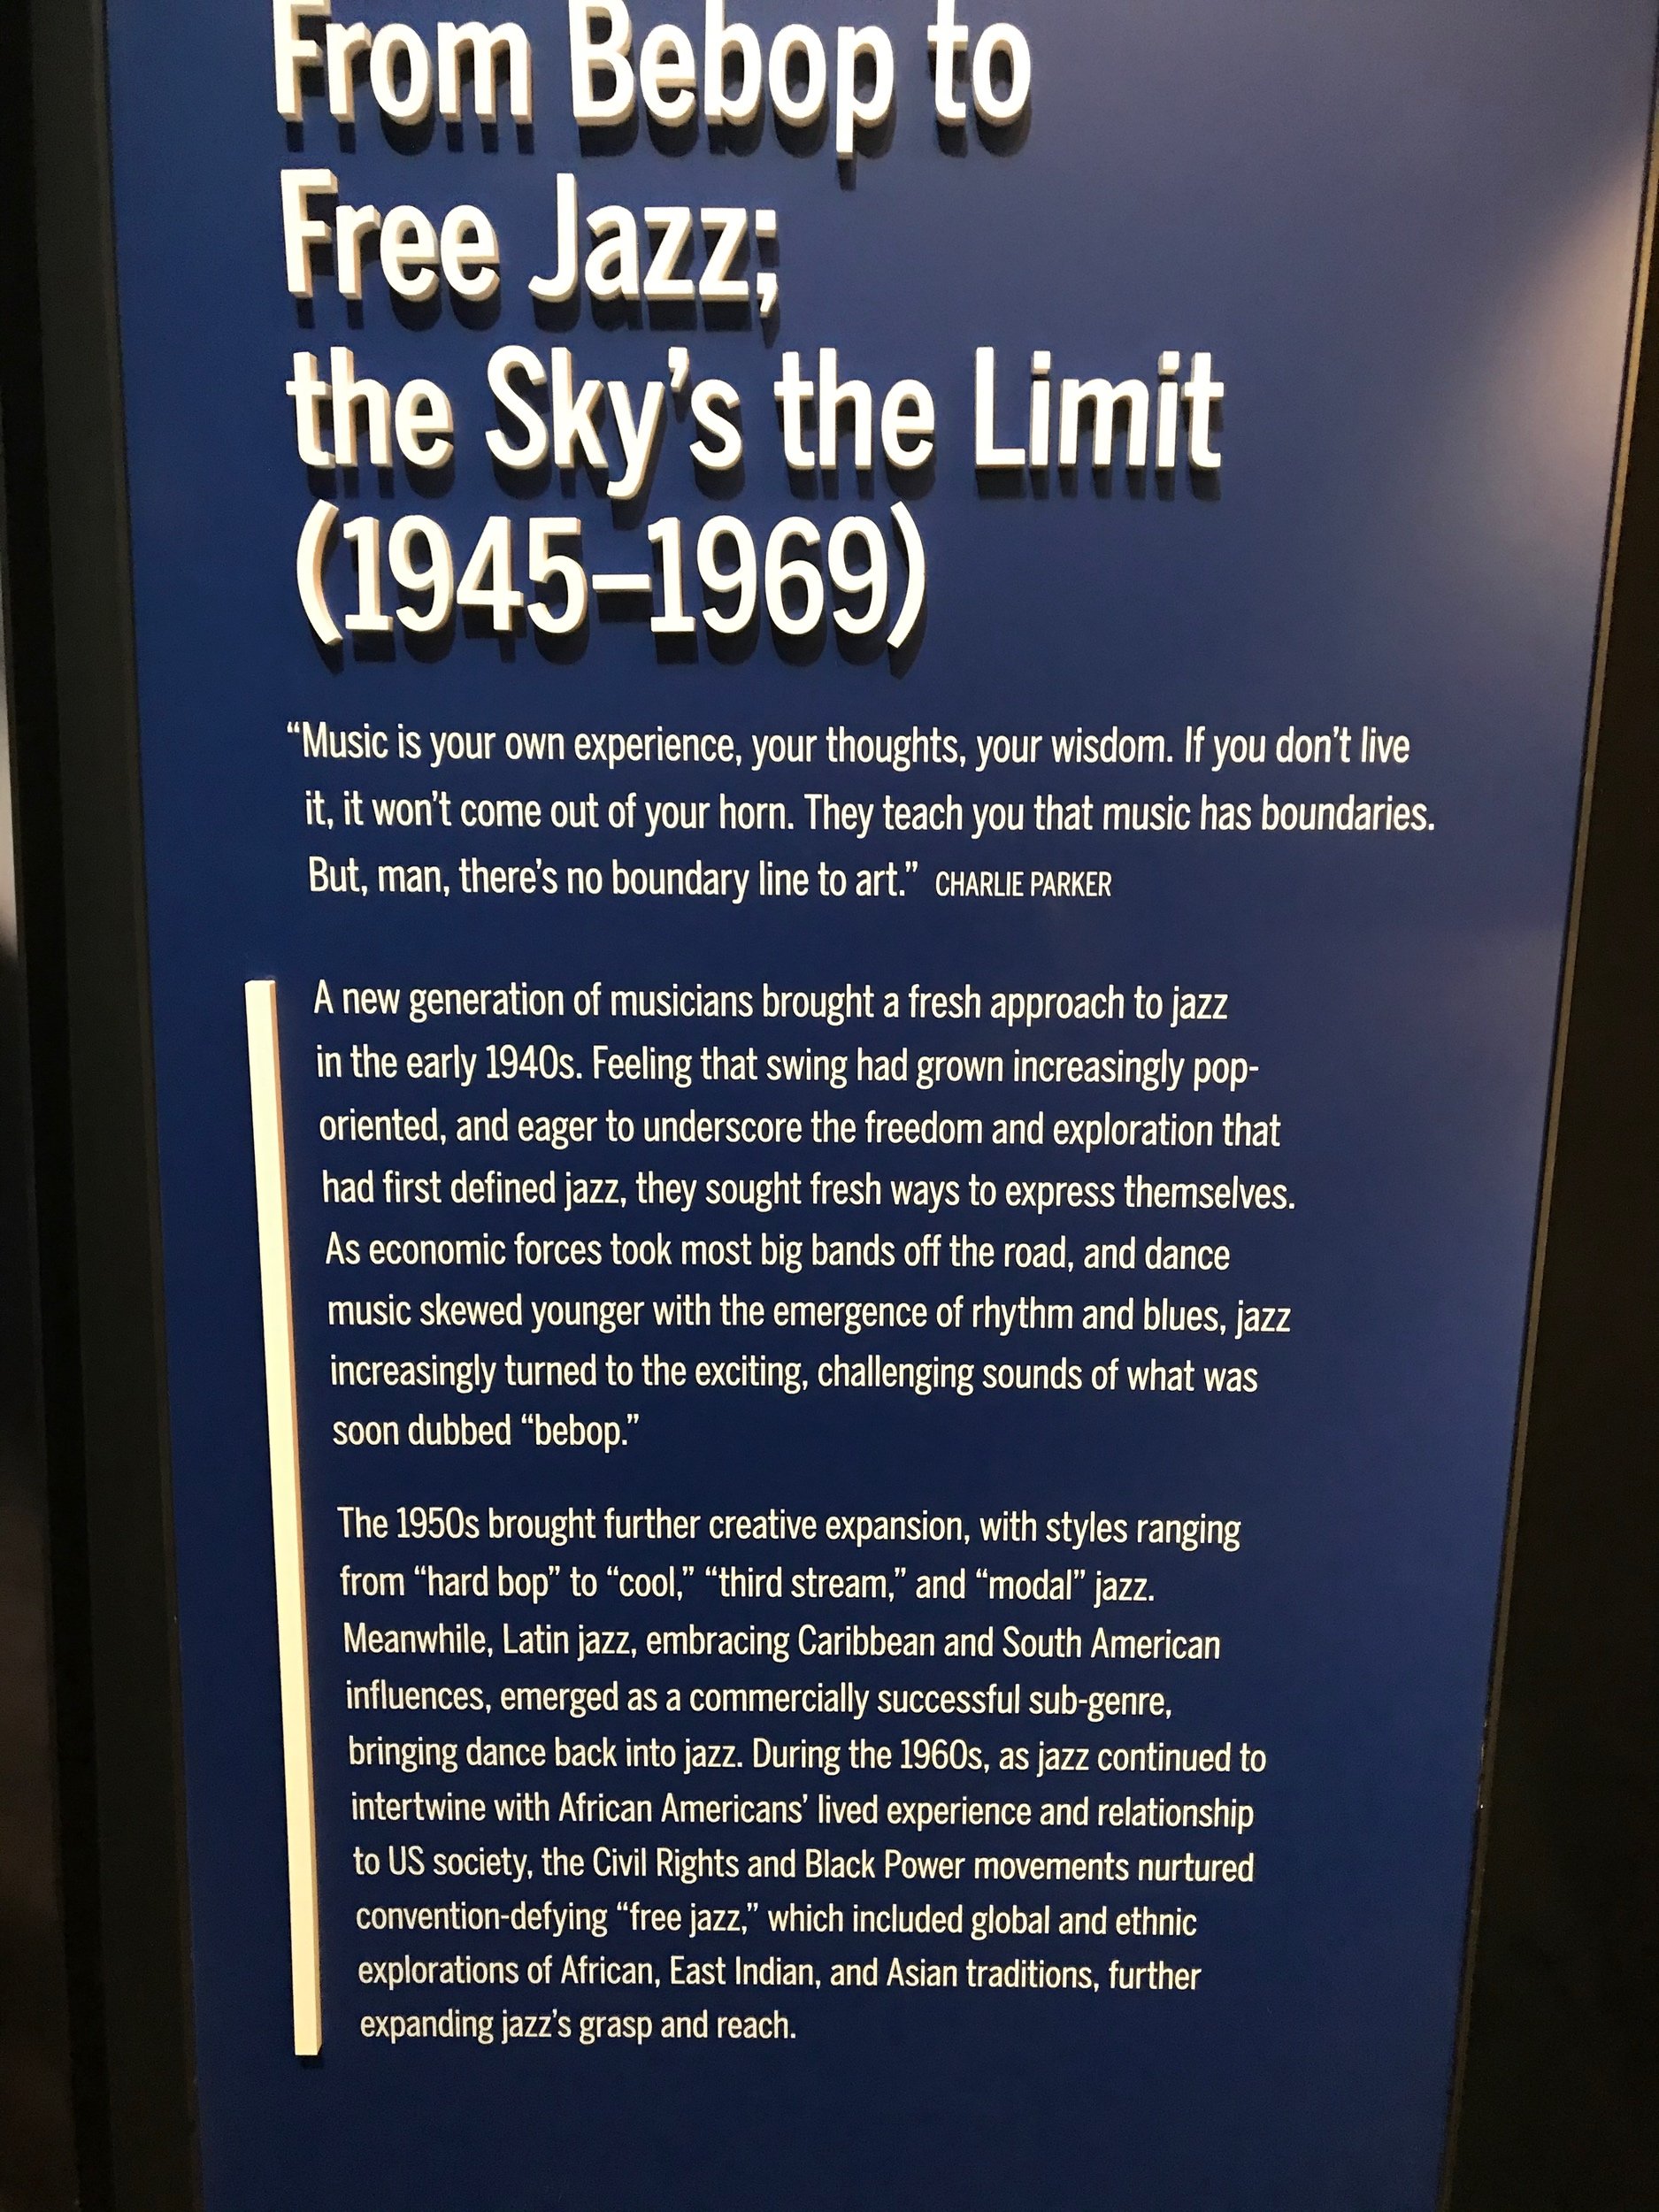 From Bebop to
Free Jazz;
the Sky’s the Limit
(1945–1969)
“Music is your own experience, your thoughts, your wisdom. If you don’t live
it, it won’t come out of your horn. They teach you that music has boundaries.
But, man, there’s no boundary line to art.” CHARLIE PARKER
A new generation of musicians brought a fresh approach to jazz
in the early 1940s. Feeling that swing had grown increasingly pop-
oriented, and eager to underscore the freedom and exploration that
had first defined jazz, they sought fresh ways to express themselves.
As economic forces took most big bands off the road, and dance
music skewed younger with the emergence of rhythm and blues, jazz
increasingly turned to the exciting, challenging sounds of what was
soon dubbed “bebop.”
The 1950s brought further creative expansion, with styles ranging
from “hard bop” to “cool,” “third stream,” and “modal” jazz.
Meanwhile, Latin jazz, embracing Caribbean and South American
influences, emerged as a commercially successful sub-genre,
bringing dance back into jazz. During the 1960s, as jazz continued to
intertwine with African Americans’ lived experience and relationship
to US society, the Civil Rights and Black Power movements nurtured
convention-defying “free jazz,” which included global and ethnic
explorations of African, East Indian, and Asian traditions, further
expanding jazz’s grasp and reach.